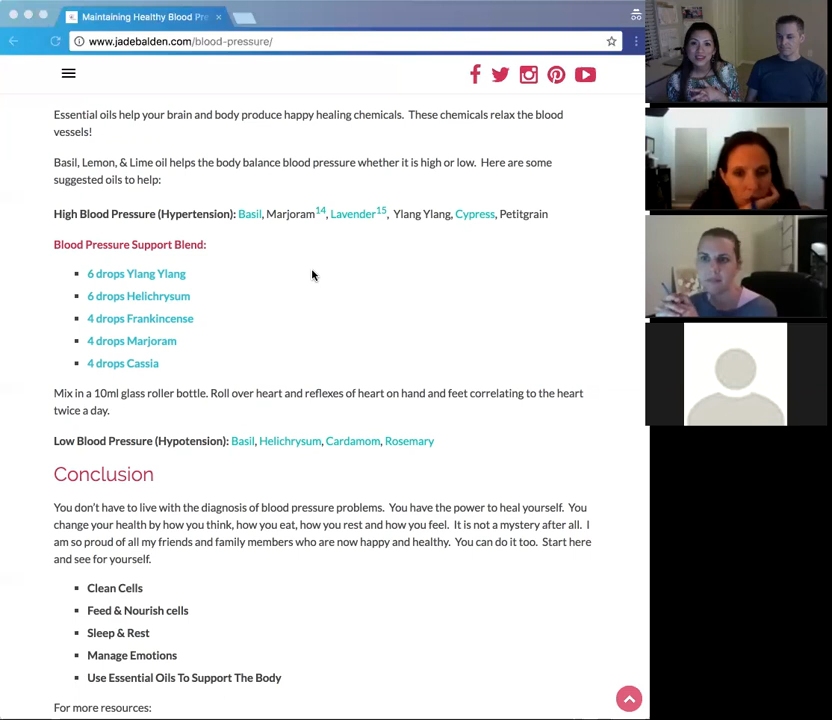 Maintaining Healthy Blood Pre
www.jadebalden.com/blood-pressure/
Essential oils help your brain and body produce happy healing chemicals. These chemicals relax the blood
vessels!
Basil, Lemon, & Lime oil helps the body balance blood pressure whether it is high or low. Here are some
suggested oils to help:
High Blood Pressure (Hypertension): Basil, Marjoram14, Lavender15, Ylang Ylang, Cypress, Petitgrain
Blood Pressure Support Blend:
6 drops Ylang Ylang
6 drops Helichrysum
4 drops Frankincense
4 drops Marjoram
4 drops Cassia
Mix in a 10ml glass roller bottle. Roll over heart and reflexes of heart on hand and feet correlating to the heart
twice a day.
Low Blood Pressure (Hypotension): Basil, Helichrysum, Cardamom, Rosemary
Conclusion
You don't have to live with the diagnosis of blood pressure problems. You have the power to heal yourself. You
change your health by how you think, how you eat, how you rest and how you feel. It is not a mystery after all. I
am so proud of all my friends and family members who are now happy and healthy. You can do it too. Start here
and see for yourself.
Clean Cells
Feed & Nourish cells
Sleep & Rest
Manage Emotions
Use Essential Oils To Support The Body
For more resources: